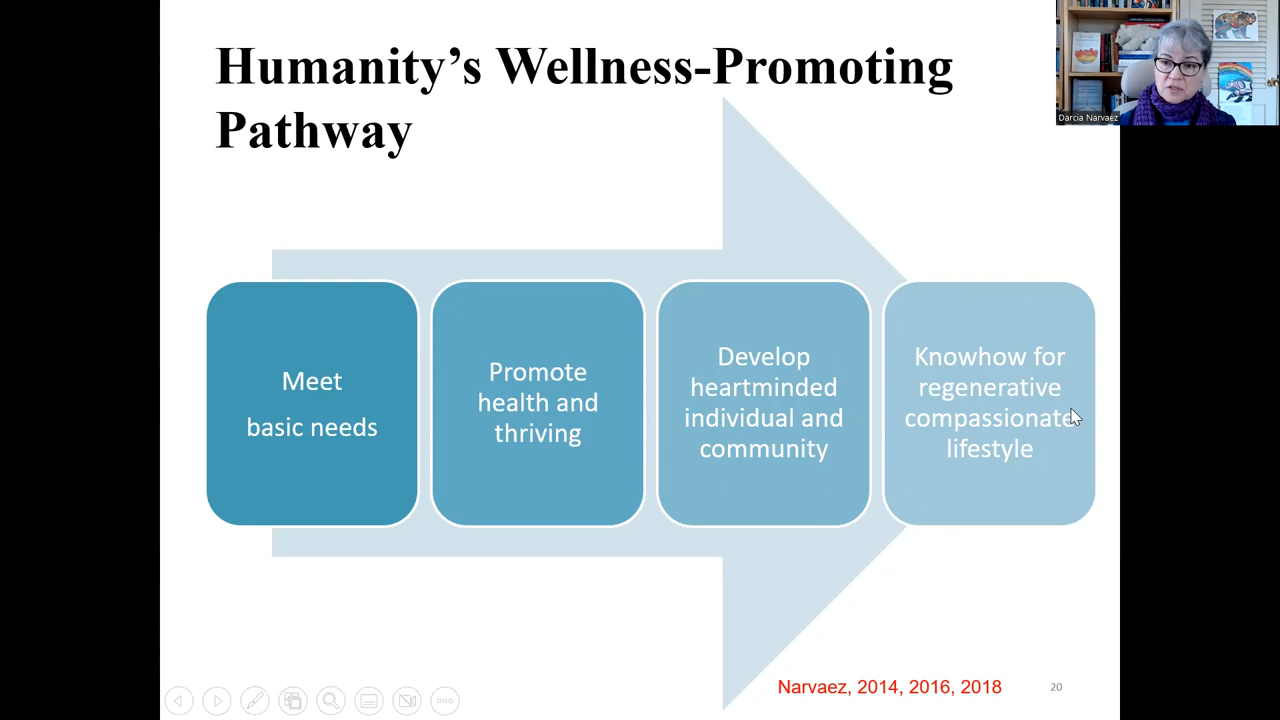 Humanity’s Wellness-Promoting
Pathway
Meet
basic needs
Promote
health and
thriving
Develop
heartminded
individual and
community
Knowhow for
regenerative
compassionate
lifestyle
Narvaez, 2014, 2016, 2018
20
Darcia Narvaez